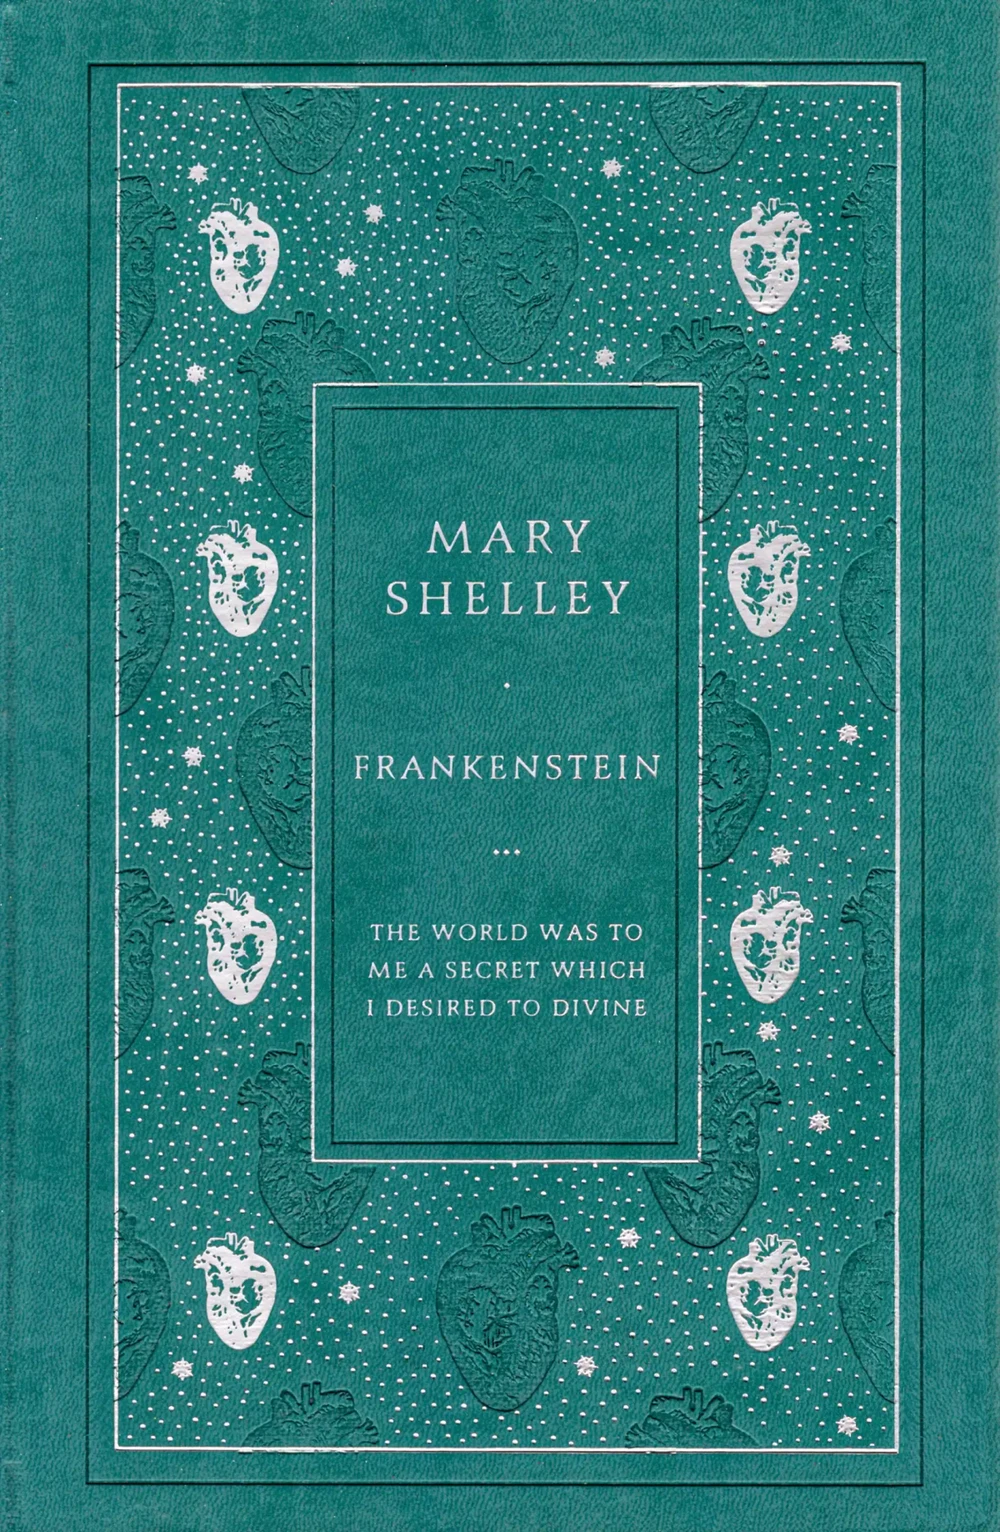 MARY
SHELLEY
FRANKENSTEIN
THE WORLD WAS TO
ME A SECRET WHICH
I DESIRED TO DIVINE